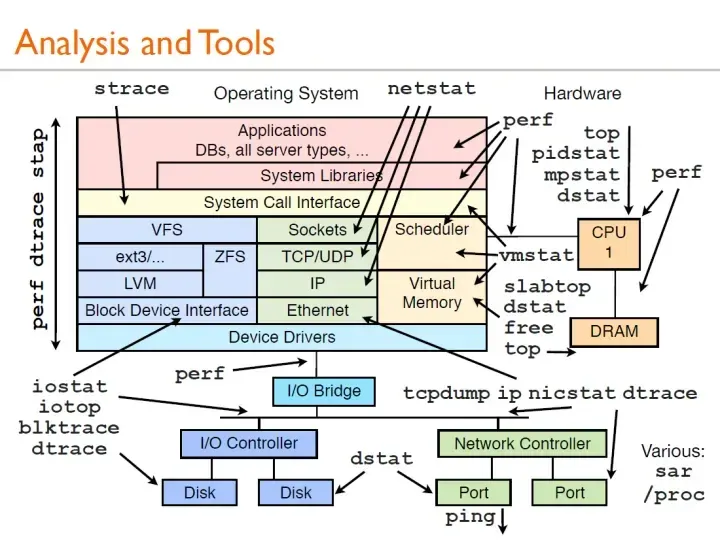 Analysis and Tools
strace
Operating System
netstat
Hardware
perf
top
pidstat
mpstat
dstat
perf
perf dtrace stap
Applications
DBs, all server types, ...
System Libraries
System Call Interface
VFS
Sockets
Scheduler
CPU
1
ext3/...
ZFS
TCP/UDP
vmstat
LVM
IP
Virtual
Memory
slabtop
dstat
free
top
Block Device Interface
Ethernet
DRAM
Device Drivers
perf
I/O Bridge
iostat
iotop
blktrace
dtrace
tcpdump ip nicstat dtrace
I/O Controller
Network Controller
Various:
sar
/proc
dstat
Disk
Disk
Port
Port
ping